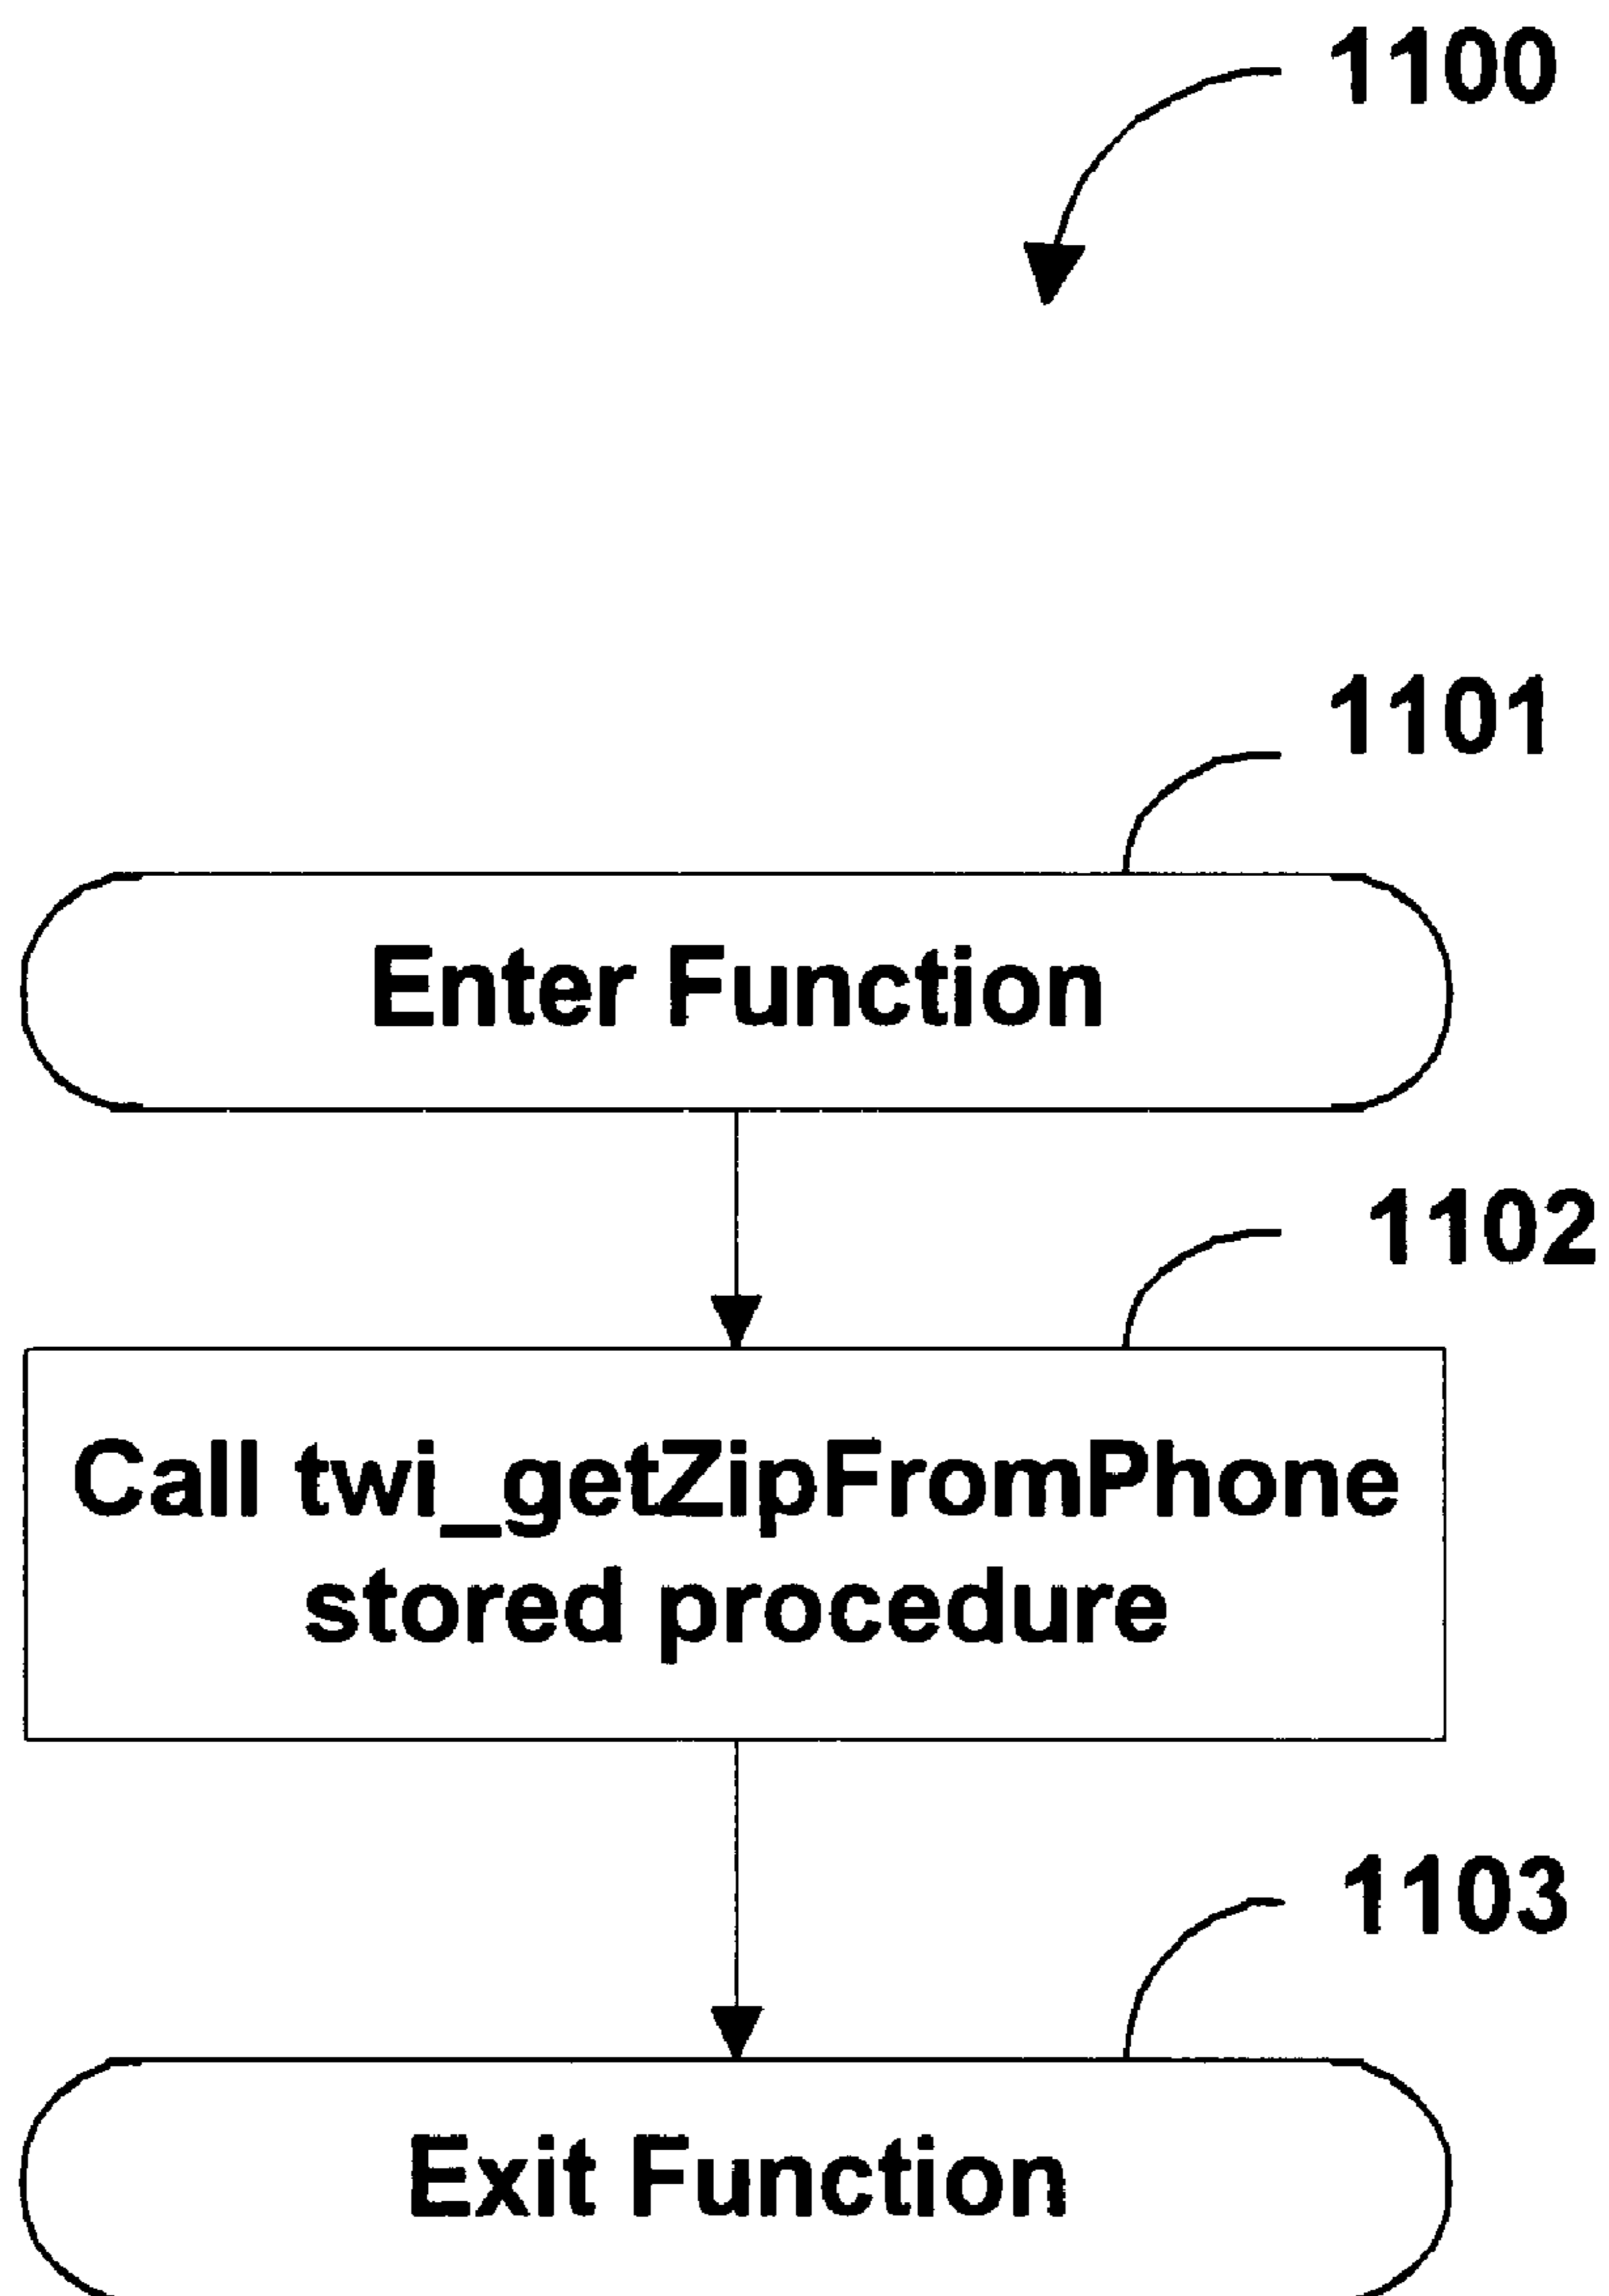 1100
1101
Enter Function
1102
Call twi_getZipFromPhone
stored procedure
1103
Exit Function